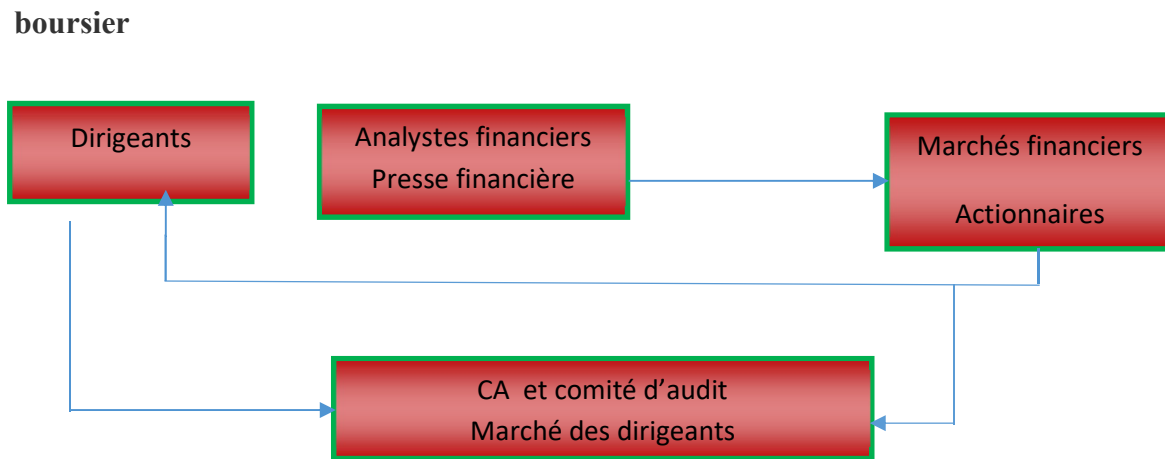 boursier
Dirigeants
Analystes financiers
Presse financière
Marchés financiers
Actionnaires
CA et comité d’audit
Marché des dirigeants